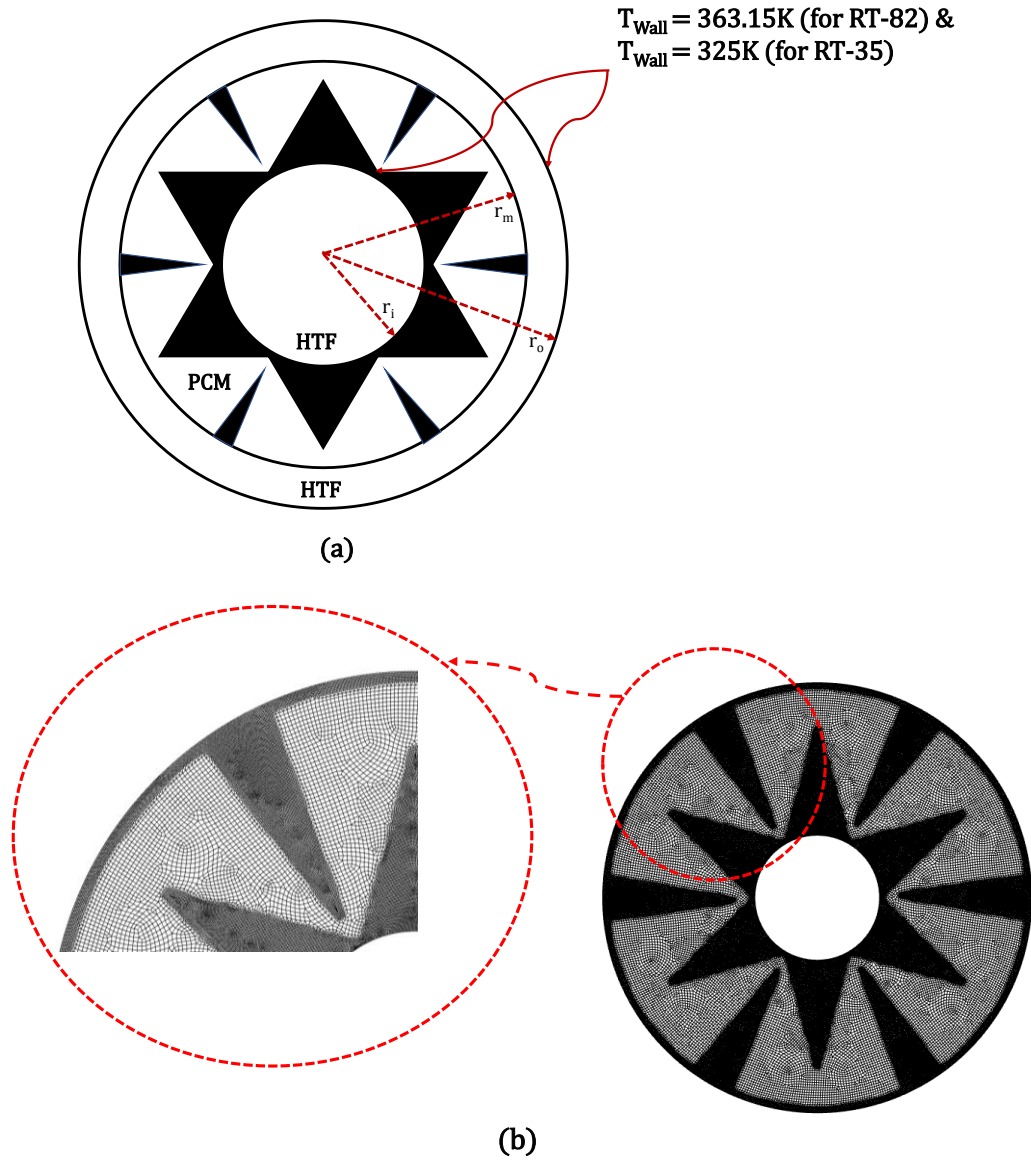 T_Wall = 363.15K (for RT-82) &
T_Wall = 325K (for RT-35)
r_m
r_i
r_o
HTF
PCM
HTF
(a)
(b)